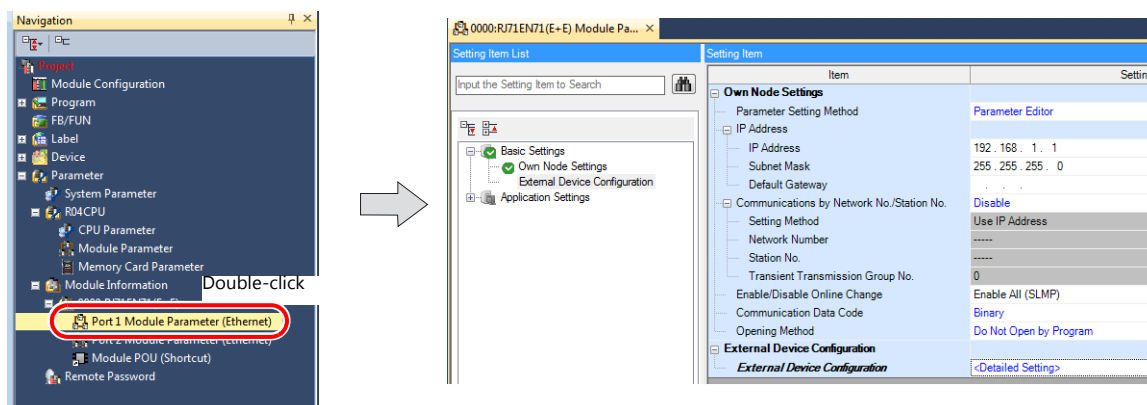 Navigation
Project
Module Configuration
Program
FB/FUN
Label
Device
Parameter
System Parameter
R04CPU
CPU Parameter
Module Parameter
Memory Card Parameter
Module Information
Double-click
0000:RJ71EN71(E+E)
Port 1 Module Parameter (Ethernet)
Port 2 Module Parameter (Ethernet)
Module POU (Shortcut)
Remote Password
0000:RJ71EN71(E+E) Module Pa...
Setting Item List
Input the Setting Item to Search
Basic Settings
Own Node Settings
External Device Configuration
Application Settings
Setting Item
Item Settin
Own Node Settings
Parameter Setting Method Parameter Editor
IP Address
IP Address 192 . 168 . 1 . 1
Subnet Mask 255 . 255 . 255 . 0
Default Gateway . . .
Communications by Network No./Station No. Disable
Setting Method Use IP Address
Network Number -----
Station No. -----
Transient Transmission Group No. 0
Enable/Disable Online Change Enable All (SLMP)
Communication Data Code Binary
Opening Method Do Not Open by Program
External Device Configuration
External Device Configuration <Detailed Setting>